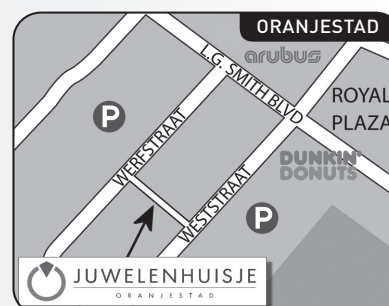 ORANJESTAD
arubus
L.G. SMITH BLVD
ROYAL
PLAZA
P
WERFSTRAAT
DUNKIN'
DONUTS
WESTSTRAAT
P
JUWELENHUISJE
ORANJESTAD